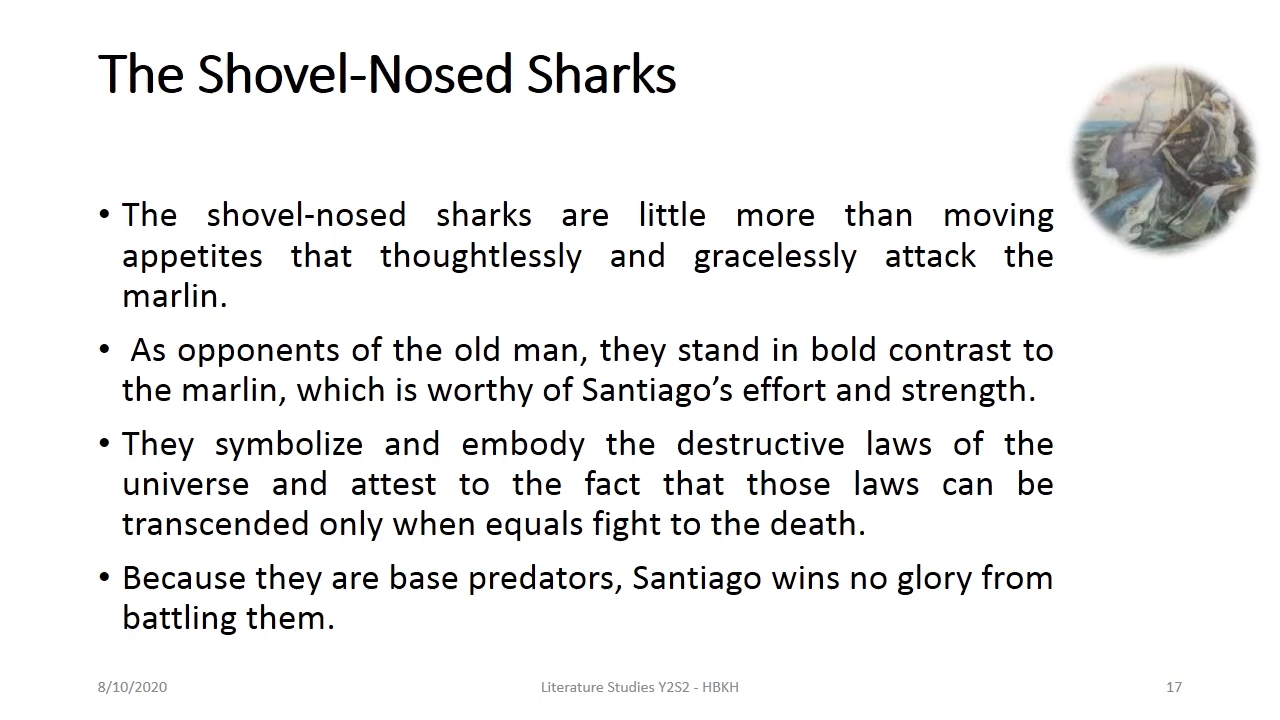 The Shovel-Nosed Sharks
• The shovel-nosed sharks are little more than moving
appetites that thoughtlessly and gracelessly attack the
marlin.
• As opponents of the old man, they stand in bold contrast to
the marlin, which is worthy of Santiago’s effort and strength.
• They symbolize and embody the destructive laws of the
universe and attest to the fact that those laws can be
transcended only when equals fight to the death.
• Because they are base predators, Santiago wins no glory from
battling them.
8/10/2020
Literature Studies Y2S2 - HBKH
17